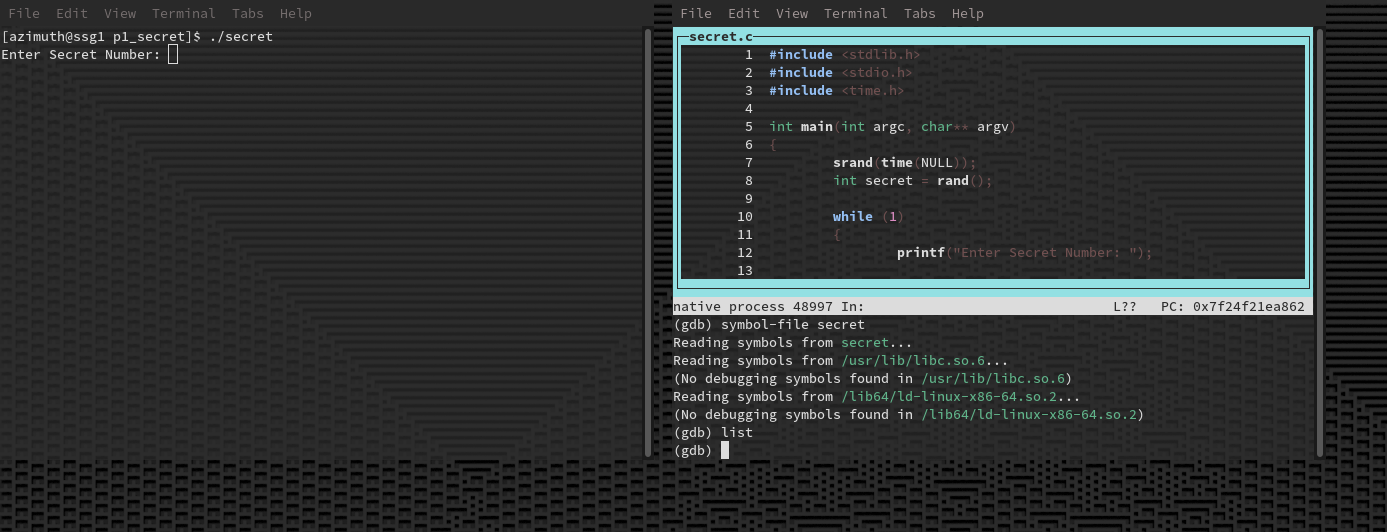 File Edit View Terminal Tabs Help
[azimuth@ssg1 p1_secret]$ ./secret
Enter Secret Number:
File Edit View Terminal Tabs Help
secret.c
1 #include <stdlib.h>
2 #include <stdio.h>
3 #include <time.h>
4
5 int main(int argc, char** argv)
6 {
7 srand(time(NULL));
8 int secret = rand();
9
10 while (1)
11 {
12 printf("Enter Secret Number: ");
13
native process 48997 In: L?? PC: 0x7f24f21ea862
(gdb) symbol-file secret
Reading symbols from secret...
Reading symbols from /usr/lib/libc.so.6...
(No debugging symbols found in /usr/lib/libc.so.6)
Reading symbols from /lib64/ld-linux-x86-64.so.2...
(No debugging symbols found in /lib64/ld-linux-x86-64.so.2)
(gdb) list
(gdb)